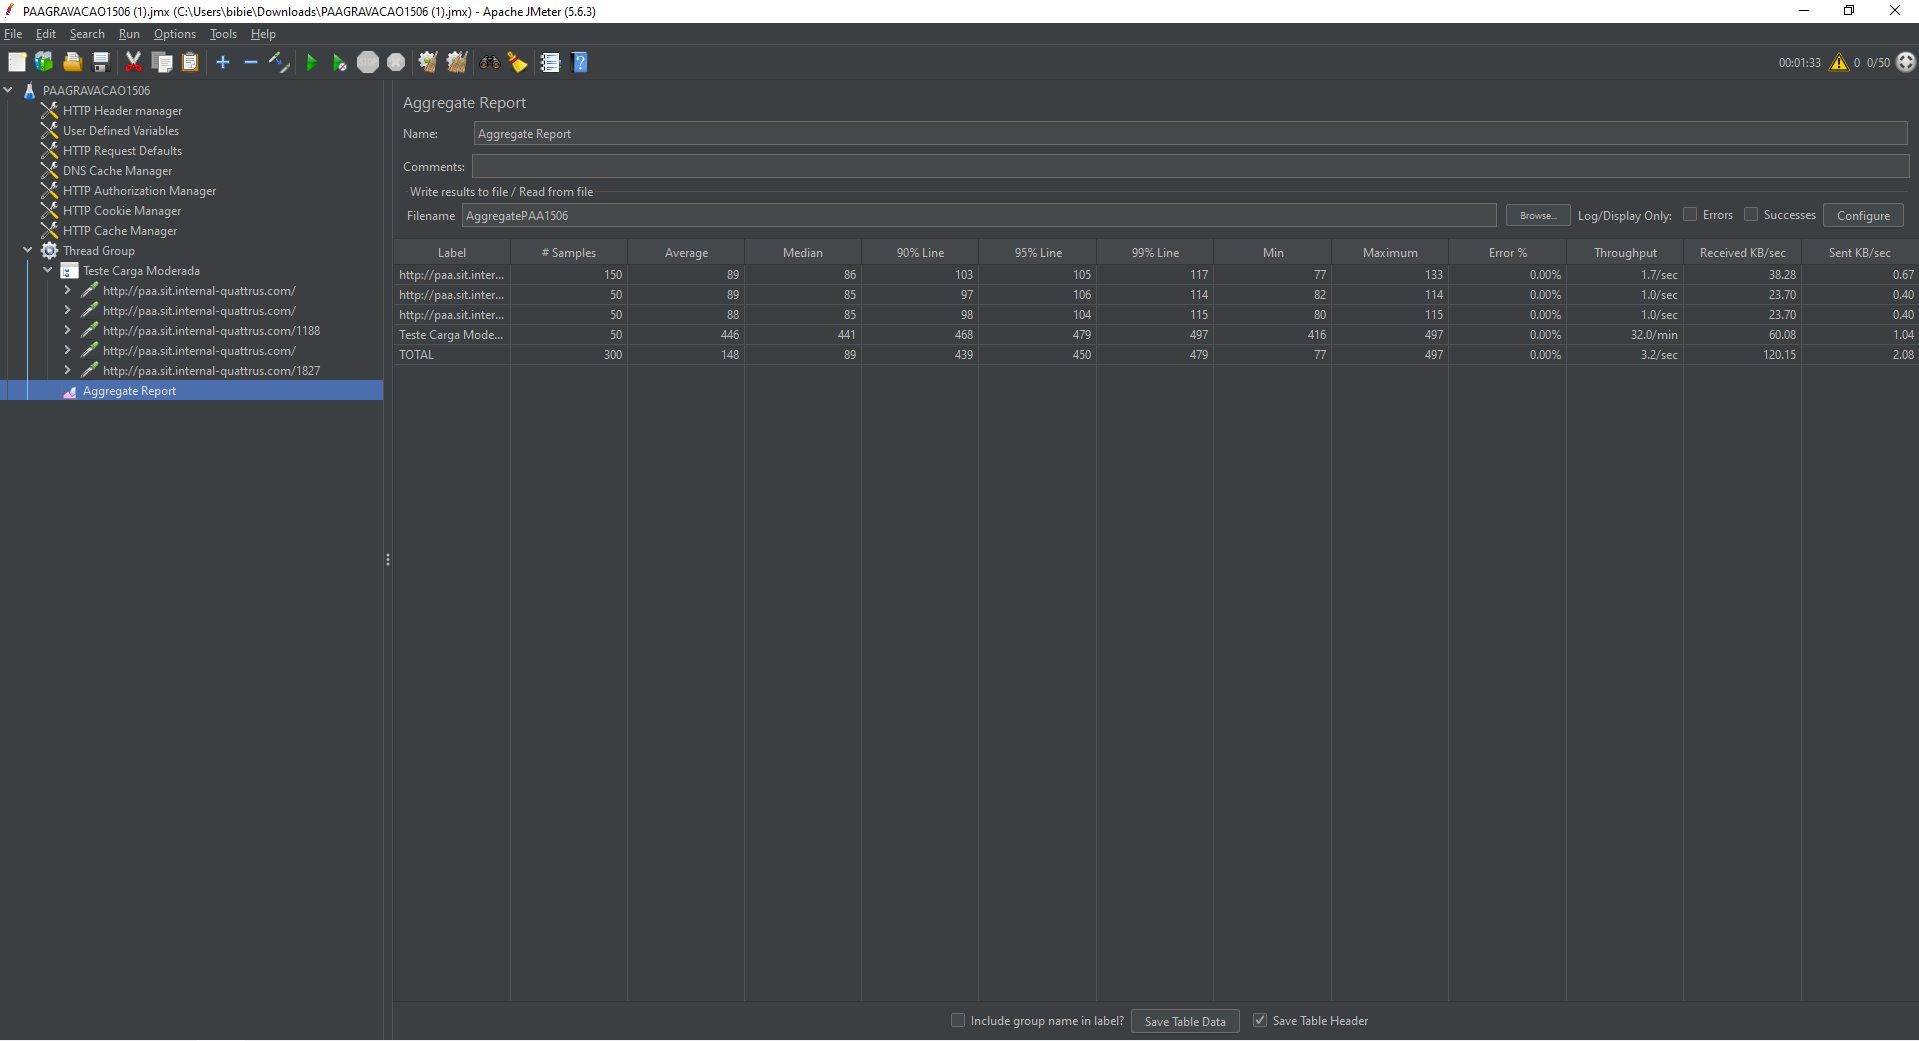 PAAGRAVACAO1506 (1).jmx (C:\Users\bibie\Downloads\PAAGRAVACAO1506 (1).jmx) - Apache JMeter (5.6.3)
File Edit Search Run Options Tools Help
STOP
00:01:33 0 0/50
PAAGRAVACAO1506
HTTP Header manager
User Defined Variables
HTTP Request Defaults
DNS Cache Manager
HTTP Authorization Manager
HTTP Cookie Manager
HTTP Cache Manager
Thread Group
Teste Carga Moderada
http://paa.sit.internal-quattrus.com/
http://paa.sit.internal-quattrus.com/
http://paa.sit.internal-quattrus.com/1188
http://paa.sit.internal-quattrus.com/
http://paa.sit.internal-quattrus.com/1827
Aggregate Report
Aggregate Report
Name: Aggregate Report
Comments:
Write results to file / Read from file
Filename AggregatePAA1506 Browse... Log/Display Only: Errors Successes Configure
Label # Samples Average Median 90% Line 95% Line 99% Line Min Maximum Error % Throughput Received KB/sec Sent KB/sec
http://paa.sit.inter... 150 89 86 103 105 117 77 133 0.00% 1.7/sec 38.28 0.67
http://paa.sit.inter... 50 89 85 97 106 114 82 114 0.00% 1.0/sec 23.70 0.40
http://paa.sit.inter... 50 88 85 98 104 115 80 115 0.00% 1.0/sec 23.70 0.40
Teste Carga Mode... 50 446 441 468 479 497 416 497 0.00% 32.0/min 60.08 1.04
TOTAL 300 148 89 439 450 479 77 497 0.00% 3.2/sec 120.15 2.08
Include group name in label? Save Table Data Save Table Header